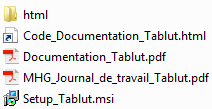 html
Code_Documentation_Tablut.html
Documentation_Tablut.pdf
MHG_Journal_de_travail_Tablut.pdf
Setup_Tablut.msi